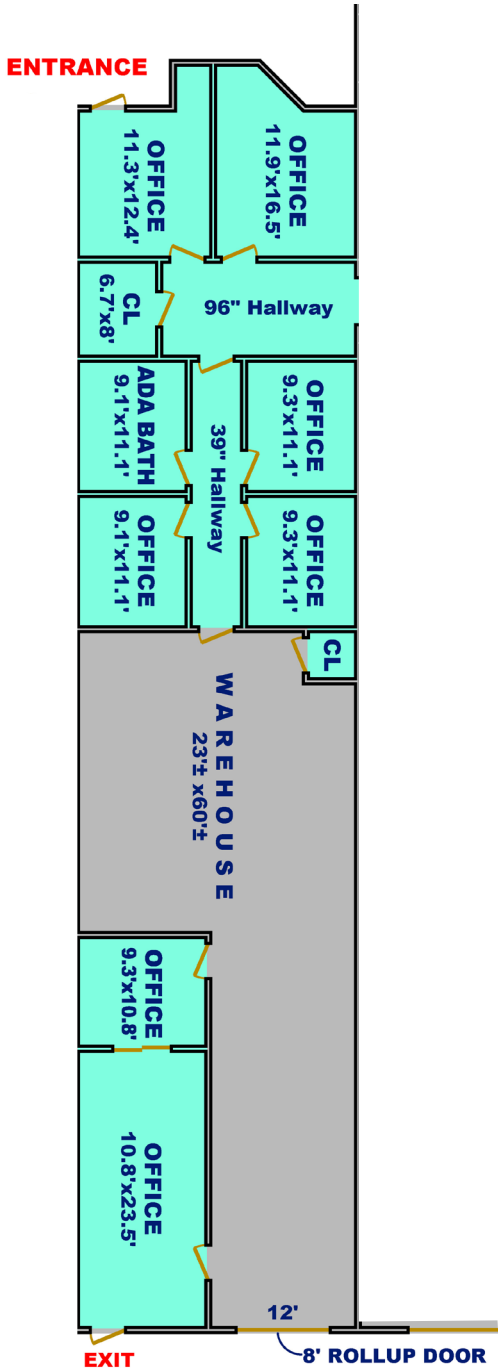 ENTRANCE
OFFICE
11.3'x12.4'
OFFICE
11.9'x16.5'
CL
6.7'x8'
96" Hallway
ADA BATH
9.1'x11.1'
39" Hallway
OFFICE
9.3'x11.1'
OFFICE
9.1'x11.1'
OFFICE
9.3'x11.1'
CL
WAREHOUSE
23'± x60'±
OFFICE
9.3'x10.8'
OFFICE
10.8'x23.5'
12'
EXIT
8' ROLLUP DOOR